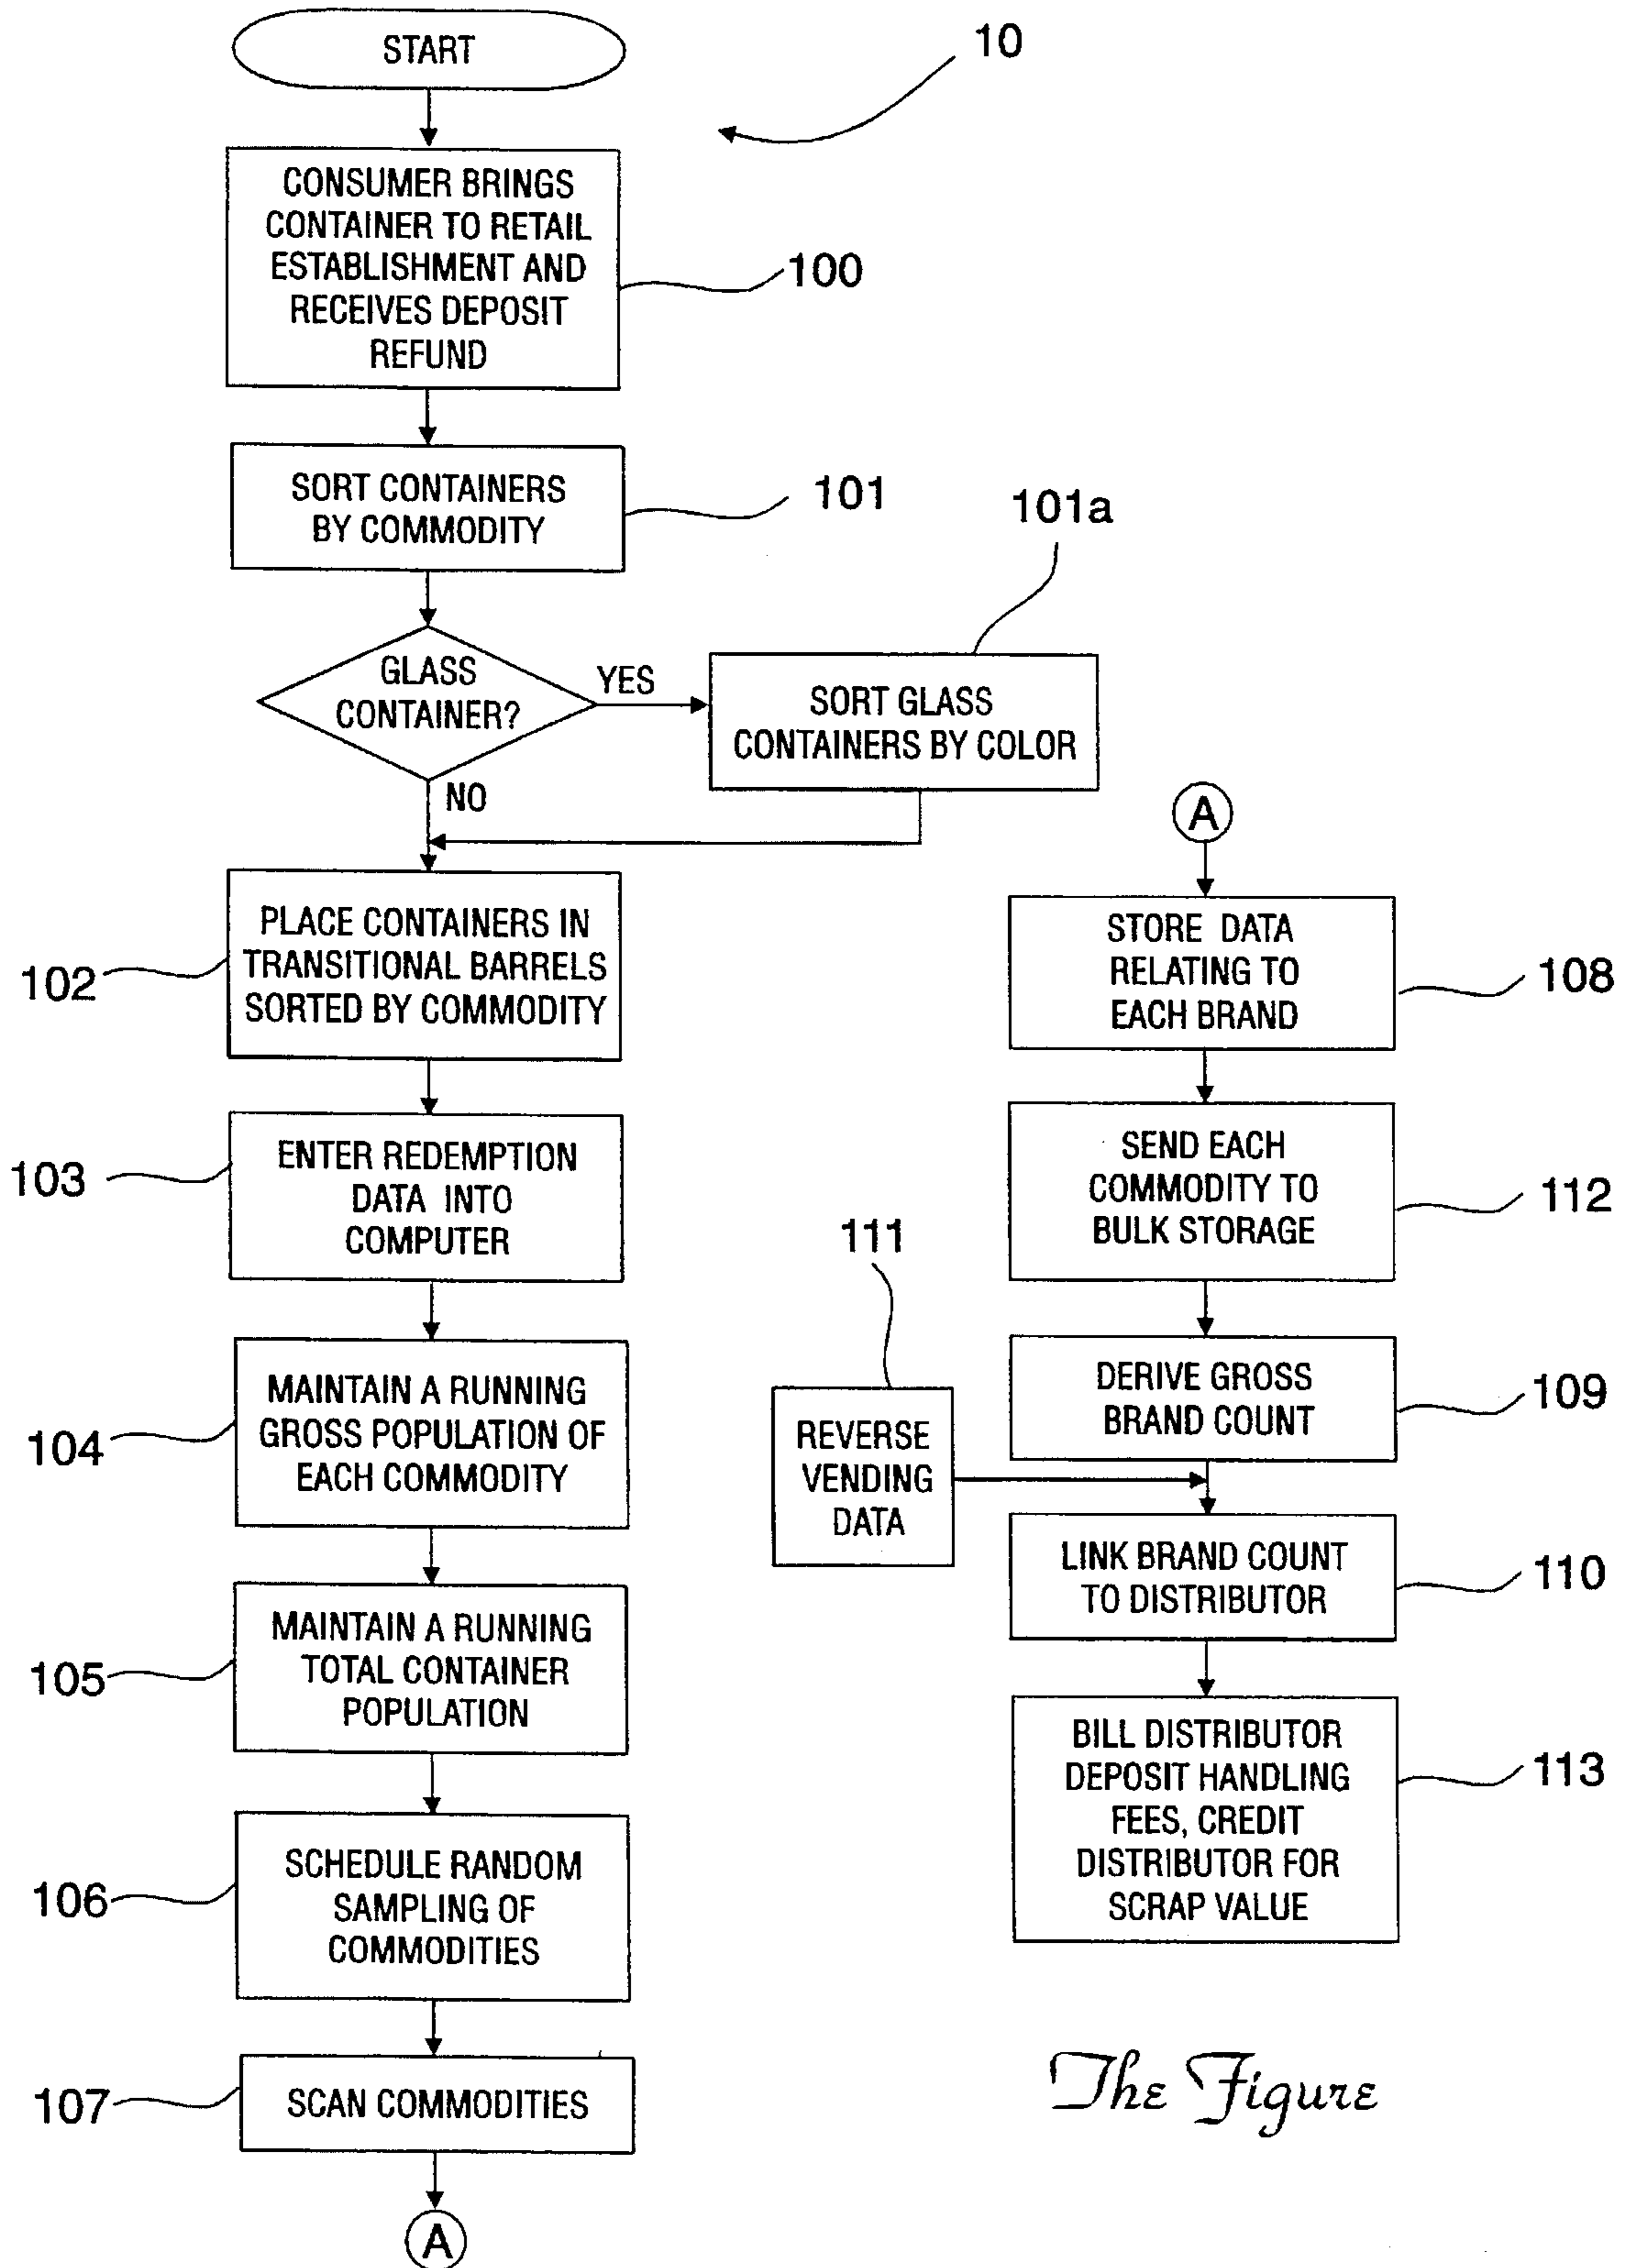 START
10
CONSUMER BRINGS
CONTAINER TO RETAIL
ESTABLISHMENT AND
RECEIVES DEPOSIT
REFUND
100
SORT CONTAINERS
BY COMMODITY
101
101a
GLASS
CONTAINER?
YES
SORT GLASS
CONTAINERS BY COLOR
NO
PLACE CONTAINERS IN
TRANSITIONAL BARRELS
SORTED BY COMMODITY
102
ENTER REDEMPTION
DATA INTO
COMPUTER
103
MAINTAIN A RUNNING
GROSS POPULATION OF
EACH COMMODITY
104
MAINTAIN A RUNNING
TOTAL CONTAINER
POPULATION
105
SCHEDULE RANDOM
SAMPLING OF
COMMODITIES
106
SCAN COMMODITIES
107
A
A
STORE DATA
RELATING TO
EACH BRAND
108
SEND EACH
COMMODITY TO
BULK STORAGE
112
DERIVE GROSS
BRAND COUNT
109
111
REVERSE
VENDING
DATA
LINK BRAND COUNT
TO DISTRIBUTOR
110
BILL DISTRIBUTOR
DEPOSIT HANDLING
FEES, CREDIT
DISTRIBUTOR FOR
SCRAP VALUE
113
The Figure